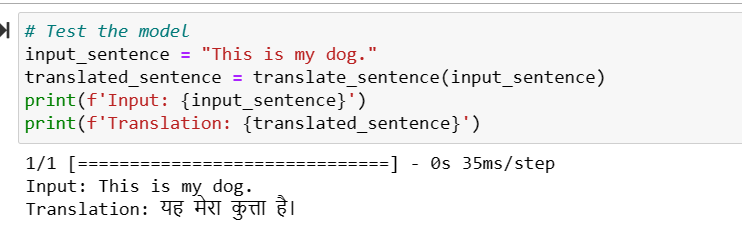 # Test the model
input_sentence = "This is my dog."
translated_sentence = translate_sentence(input_sentence)
print(f'Input: {input_sentence}')
print(f'Translation: {translated_sentence}')
1/1 [==============================] - 0s 35ms/step
Input: This is my dog.
Translation: यह मेरा कुत्ता है।